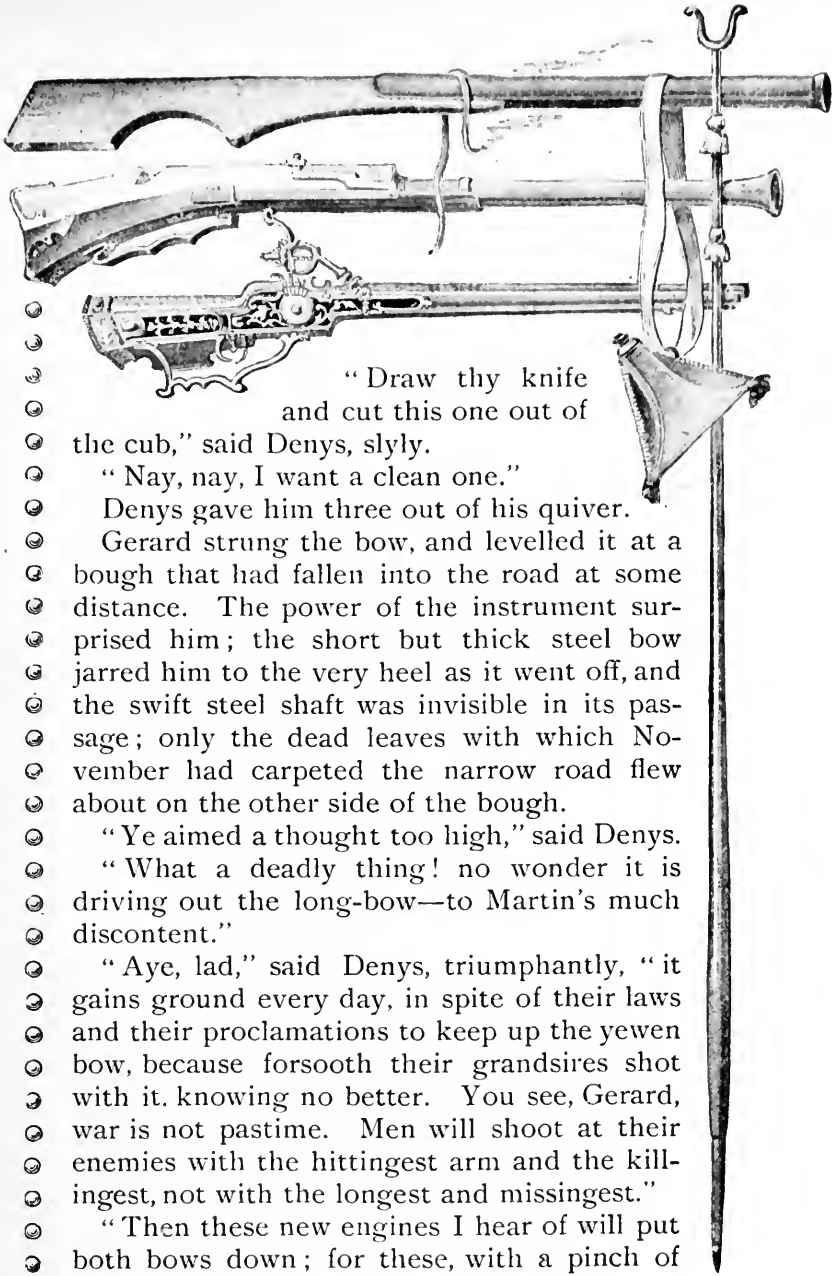 “Draw thy knife
and cut this one out of
the cub,” said Denys, slyly.
“Nay, nay, I want a clean one.”
Denys gave him three out of his quiver.
Gerard strung the bow, and levelled it at a
bough that had fallen into the road at some
distance. The power of the instrument sur-
prised him; the short but thick steel bow
jarred him to the very heel as it went off, and
the swift steel shaft was invisible in its pas-
sage; only the dead leaves with which No-
vember had carpeted the narrow road flew
about on the other side of the bough.
“Ye aimed a thought too high,” said Denys.
“What a deadly thing! no wonder it is
driving out the long-bow—to Martin’s much
discontent.”
“Aye, lad,” said Denys, triumphantly, “it
gains ground every day, in spite of their laws
and their proclamations to keep up the yewen
bow, because forsooth their grandsires shot
with it. knowing no better. You see, Gerard,
war is not pastime. Men will shoot at their
enemies with the hittingest arm and the kill-
ingest, not with the longest and missingest.”
“Then these new engines I hear of will put
both bows down; for these, with a pinch of